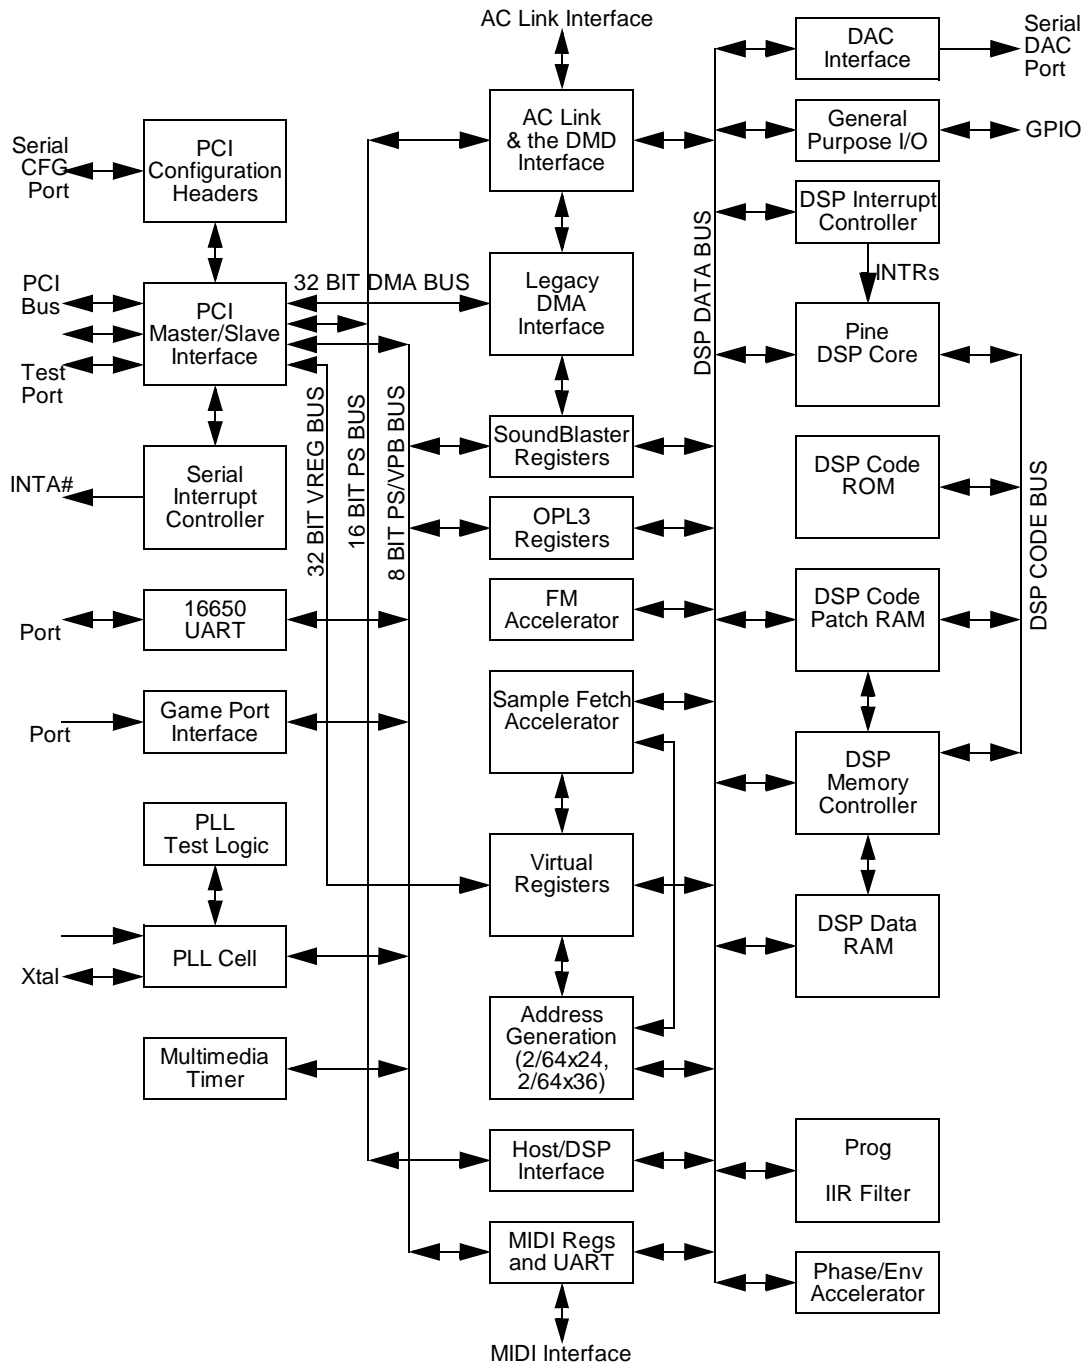 AC Link Interface
Serial
CFG
Port
PCI
Configuration
Headers
PCI
Bus
Test
Port
PCI
Master/Slave
Interface
INTA#
Serial
Interrupt
Controller
Port
16650
UART
Port
Game Port
Interface
PLL
Test Logic
Xtal
PLL Cell
Multimedia
Timer
32 BIT DMA BUS
32 BIT VREG BUS
16 BIT PS BUS
8 BIT PS/VPB BUS
AC Link
& the DMD
Interface
Legacy
DMA
Interface
SoundBlaster
Registers
OPL3
Registers
FM
Accelerator
Sample Fetch
Accelerator
Virtual
Registers
Address
Generation
(2/64x24,
2/64x36)
Host/DSP
Interface
MIDI Regs
and UART
MIDI Interface
DSP DATA BUS
DAC
Interface
Serial
DAC
Port
General
Purpose I/O
GPIO
DSP Interrupt
Controller
INTRs
Pine
DSP Core
DSP Code
ROM
DSP CODE BUS
DSP Code
Patch RAM
DSP
Memory
Controller
DSP Data
RAM
Prog
IIR Filter
Phase/Env
Accelerator